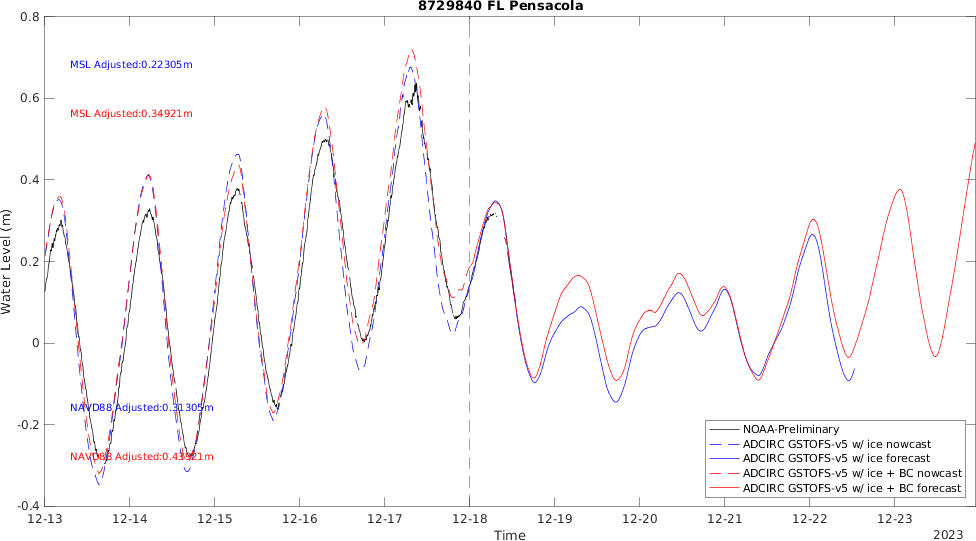 8729840 FL Pensacola
0.8
MSL Adjusted:0.22305m
0.6
MSL Adjusted:0.34921m
0.4
0.2
Water Level (m)
0
NAVD88 Adjusted:0.31305m
-0.2
NAVD88 Adjusted:0.43921m
-0.4
NOAA-Preliminary
ADCIRC GSTOFS-v5 w/ ice nowcast
ADCIRC GSTOFS-v5 w/ ice forecast
ADCIRC GSTOFS-v5 w/ ice + BC nowcast
ADCIRC GSTOFS-v5 w/ ice + BC forecast
12-13 12-14 12-15 12-16 12-17 12-18 12-19 12-20 12-21 12-22 12-23
Time
2023